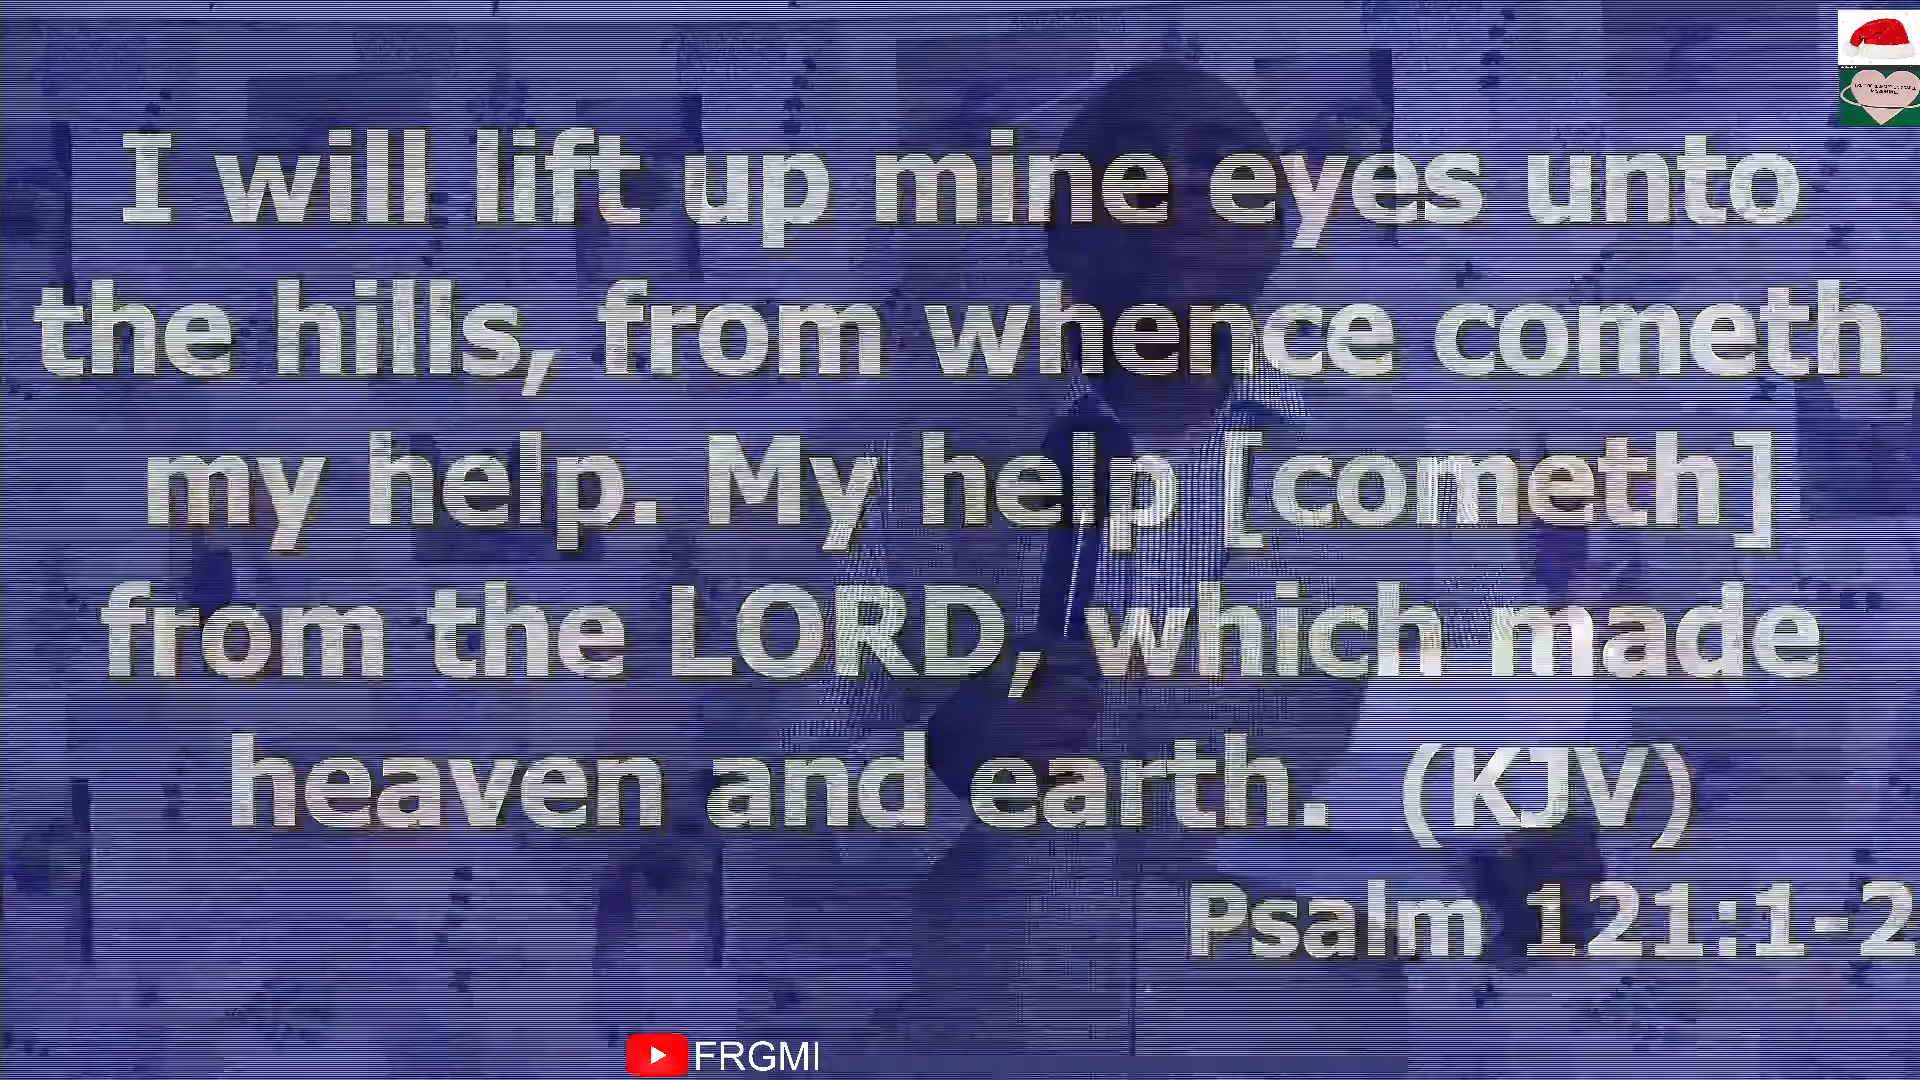 I will lift up mine eyes unto
the hills, from whence cometh
my help. My help [cometh]
from the LORD, which made
heaven and earth. (KJV)
Psalm 121:1-2
FRGMI